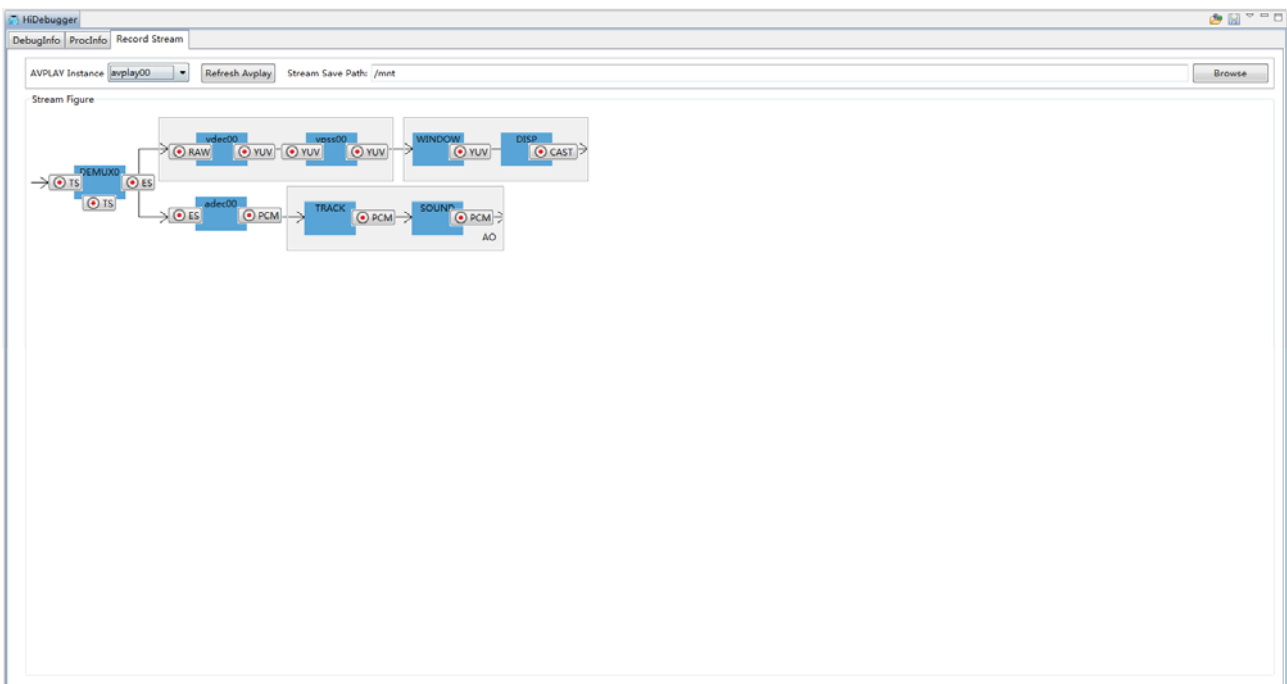 HiDebugger
DebugInfo ProcInfo Record Stream
AVPLAY Instance avplay00 Refresh Avplay Stream Save Path: /mnt Browse
Stream Figure
vdec00 vpss00 WINDOW DISP
RAW YUV YUV YUV YUV CAST
DEMUX0
TS ES
TS
adec00 TRACK SOUND
ES PCM PCM PCM
AO